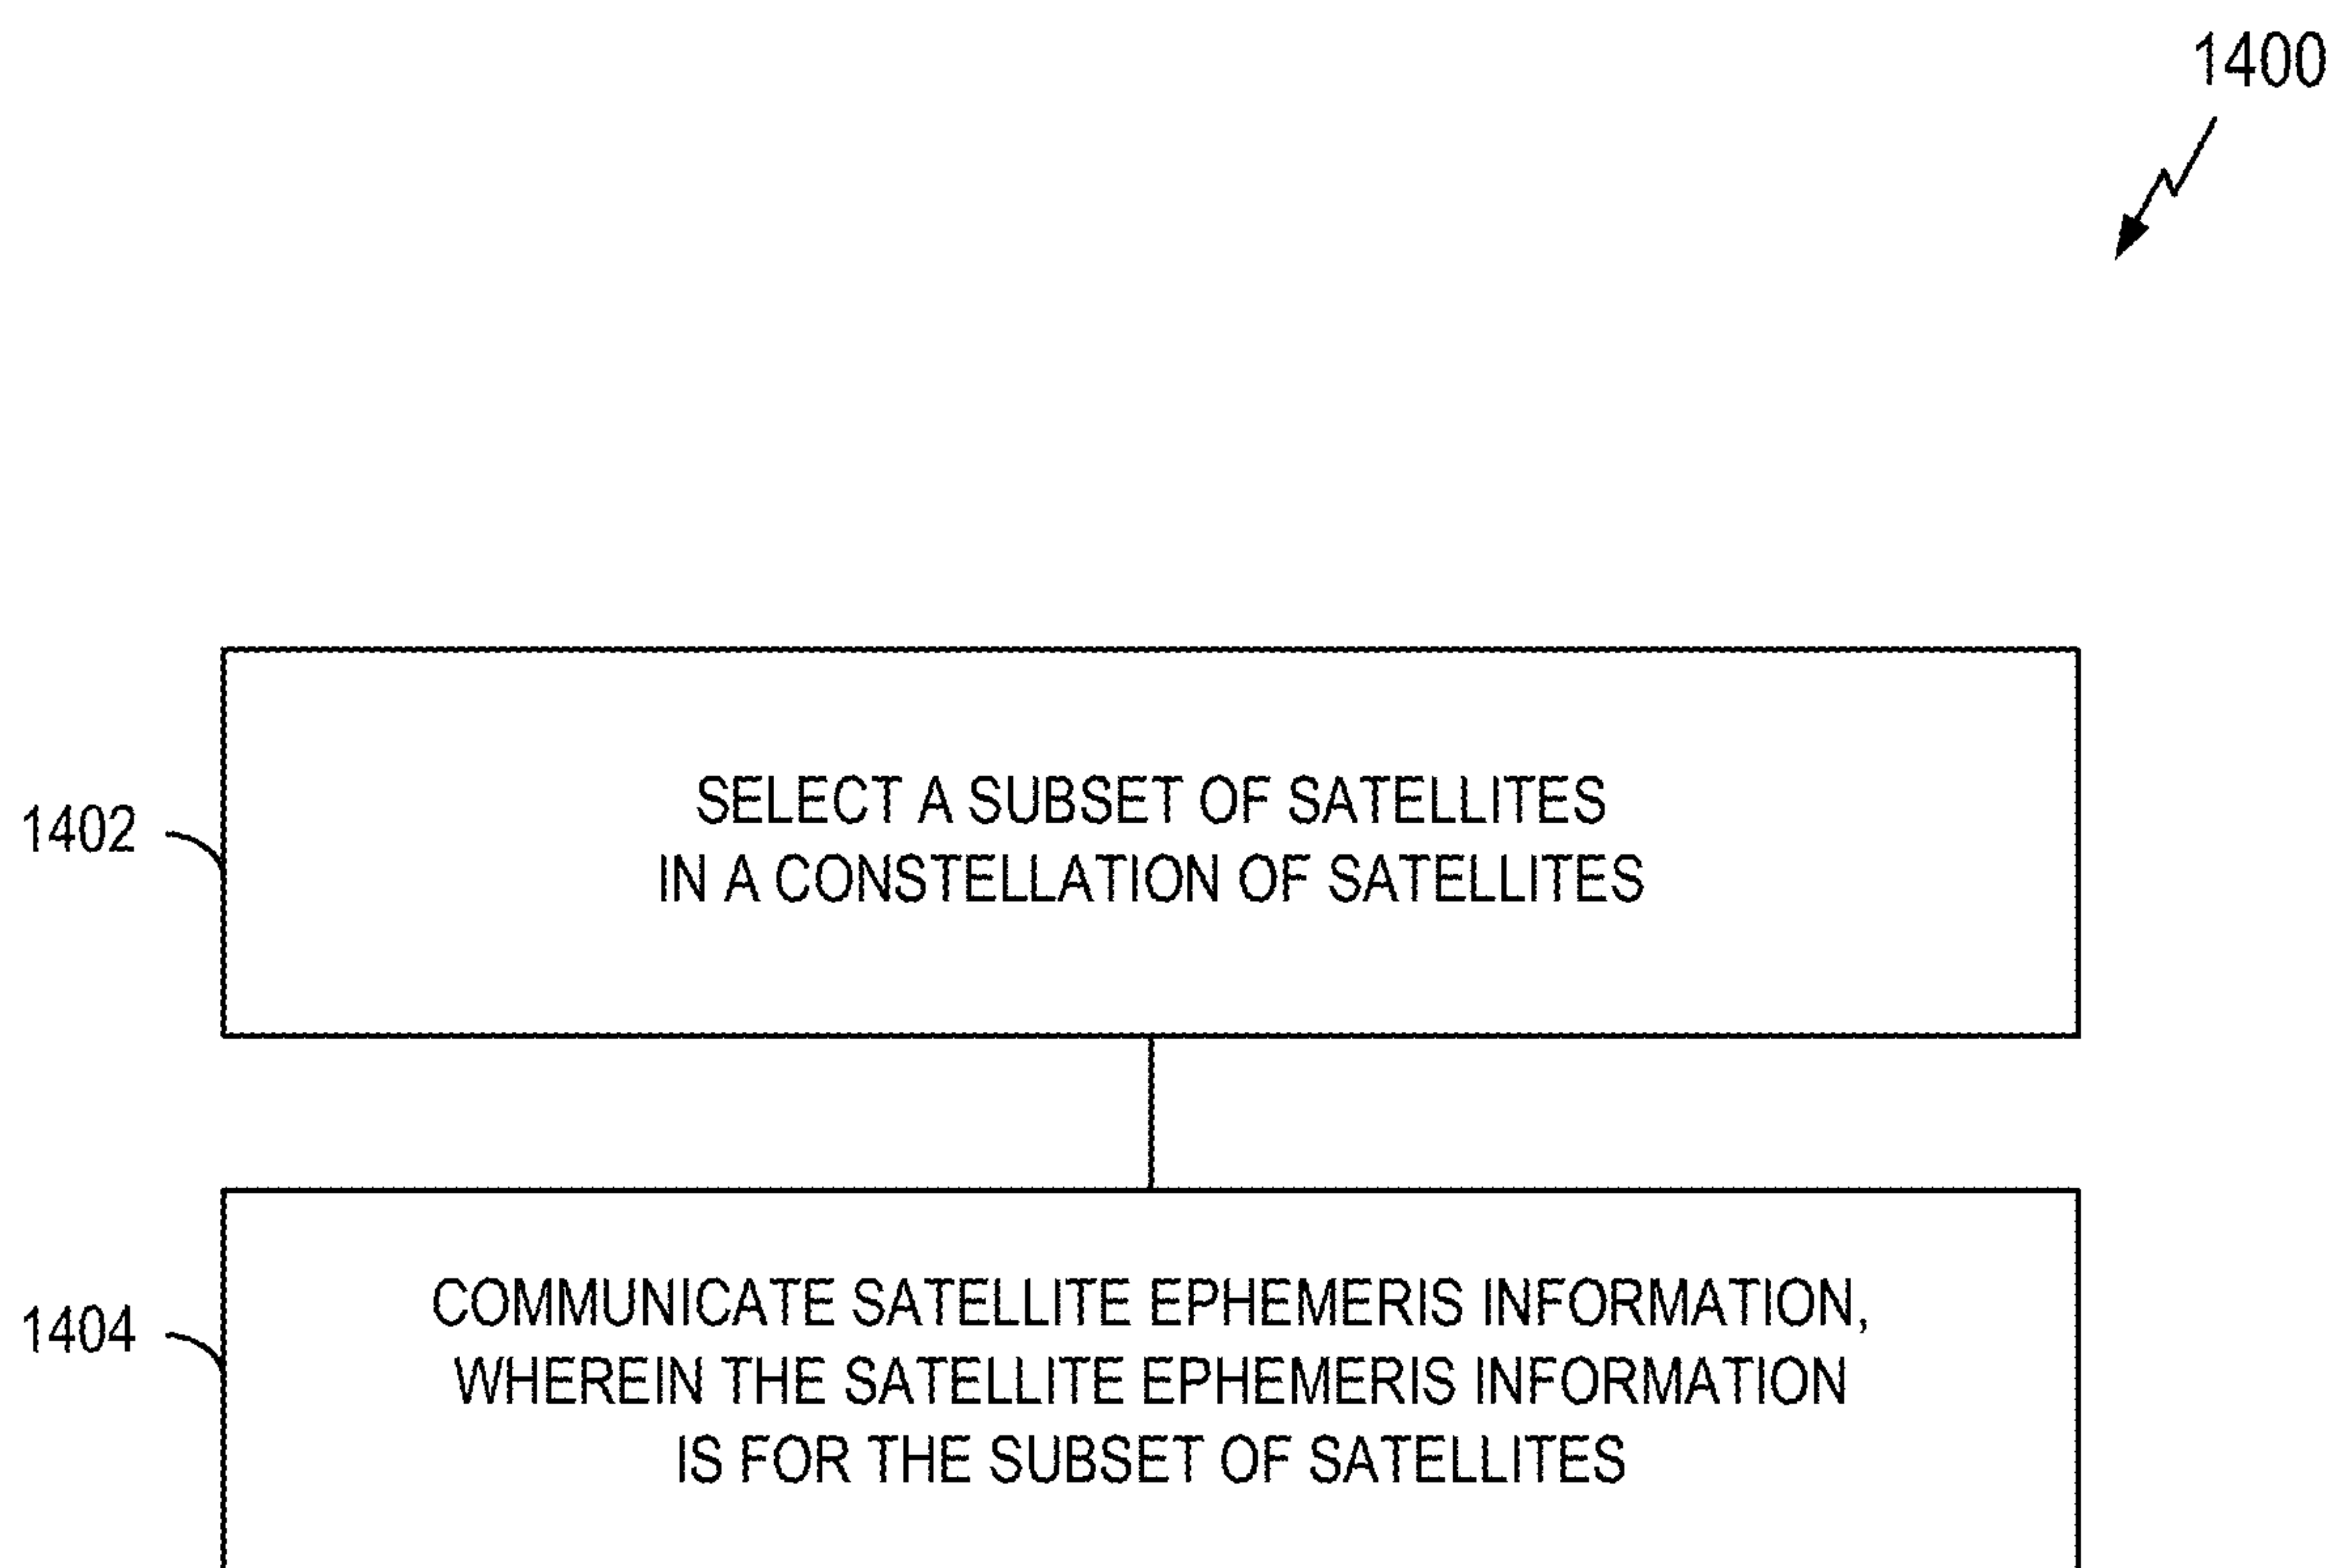 1400
1402
SELECT A SUBSET OF SATELLITES
IN A CONSTELLATION OF SATELLITES
1404
COMMUNICATE SATELLITE EPHEMERIS INFORMATION,
WHEREIN THE SATELLITE EPHEMERIS INFORMATION
IS FOR THE SUBSET OF SATELLITES